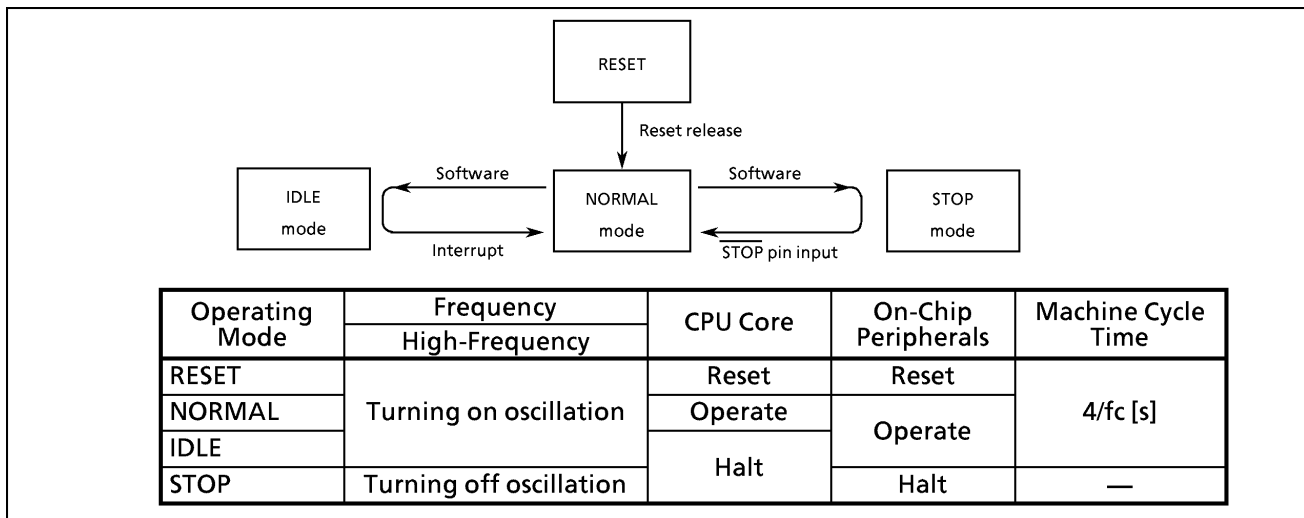 RESET
Reset release
Software
Software
IDLE
mode
NORMAL
mode
STOP
mode
Interrupt
STOP pin input
Operating Mode
Frequency
High-Frequency
CPU Core
On-Chip Peripherals
Machine Cycle Time
RESET
Turning on oscillation
Reset
Reset
4/fc [s]
NORMAL
Operate
Operate
IDLE
Halt
STOP
Turning off oscillation
Halt
—